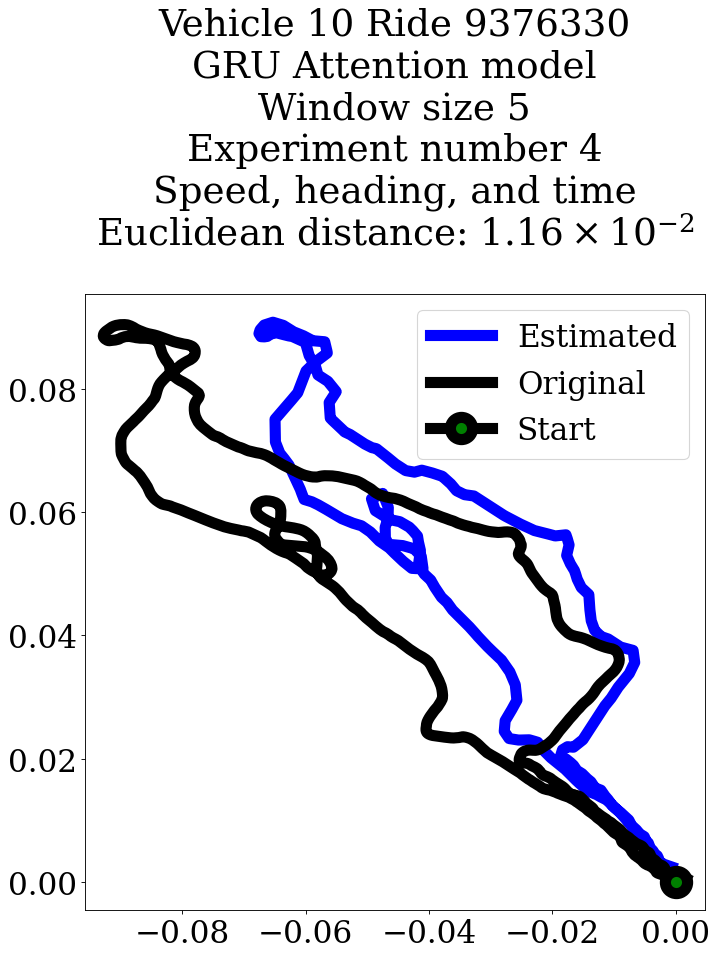 Vehicle 10 Ride 9376330
GRU Attention model
Window size 5
Experiment number 4
Speed, heading, and time
Euclidean distance: 1.16 × 10⁻²
Estimated
Original
Start
0.08
0.06
0.04
0.02
0.00
−0.08 −0.06 −0.04 −0.02 0.00